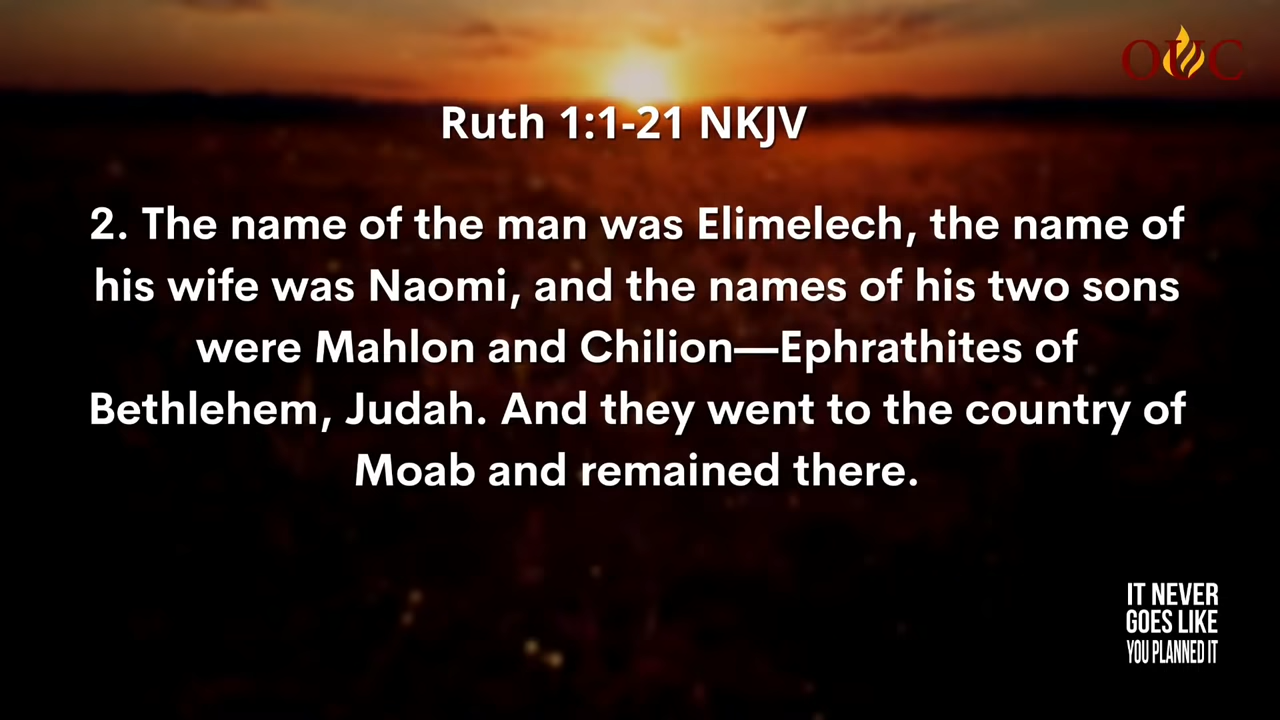 OUC
Ruth 1:1-21 NKJV
2. The name of the man was Elimelech, the name of
his wife was Naomi, and the names of his two sons
were Mahlon and Chilion—Ephrathites of
Bethlehem, Judah. And they went to the country of
Moab and remained there.
IT NEVER
GOES LIKE
YOU PLANNED IT